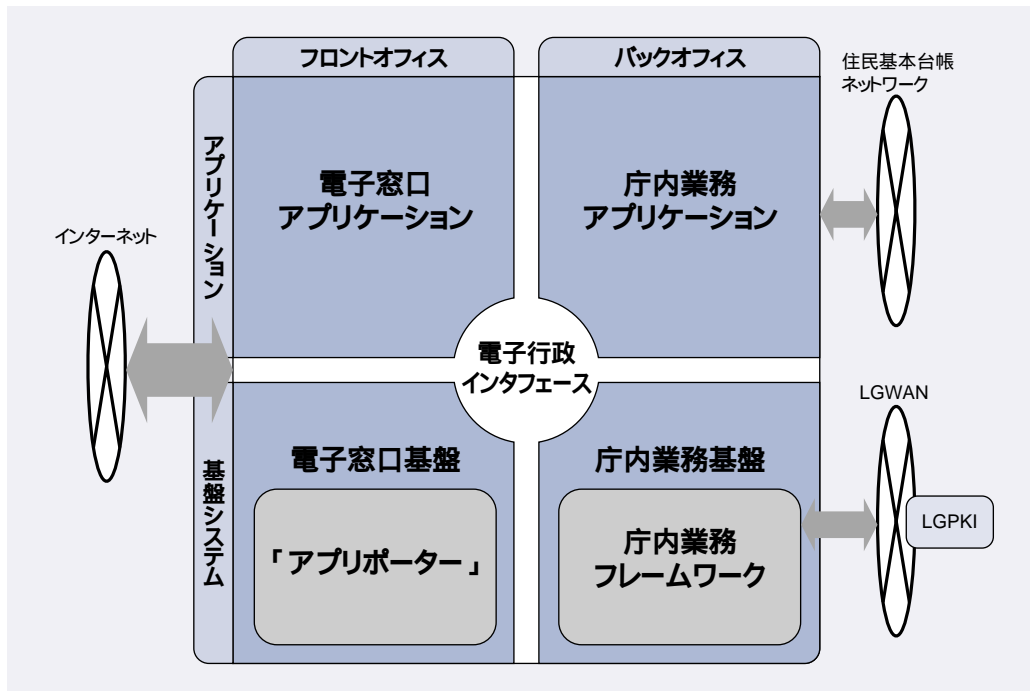 フロントオフィス
バックオフィス
住民基本台帳
ネットワーク
アプリケーション
電子窓口
アプリケーション
庁内業務
アプリケーション
インターネット
電子行政
インタフェース
LGWAN
基盤システム
電子窓口基盤
庁内業務基盤
「アプリポーター」
庁内業務
フレームワーク
LGPKI